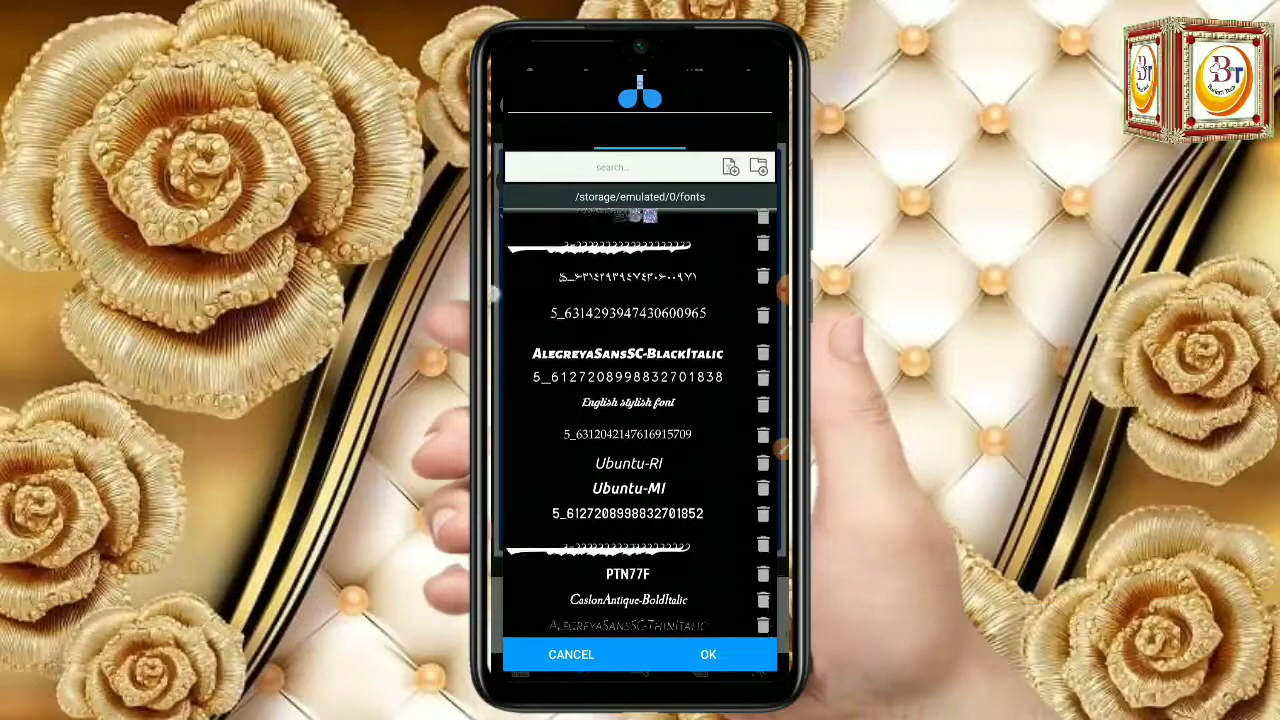 search...
/storage/emulated/0/fonts
۵_۶۳۱۴۲۹۳۹۴۷۴۳۰۶۰۰۹۷۱
5_6314293947430600965
AlegreyaSansSC-BlackItalic
5_6127208998832701838
English stylish font
5_6312042147616915709
Ubuntu-RI
Ubuntu-MI
5_6127208998832701852
PTN77F
CaslonAntique-BoldItalic
AlegreyaSansSC-ThinItalic
CANCEL OK